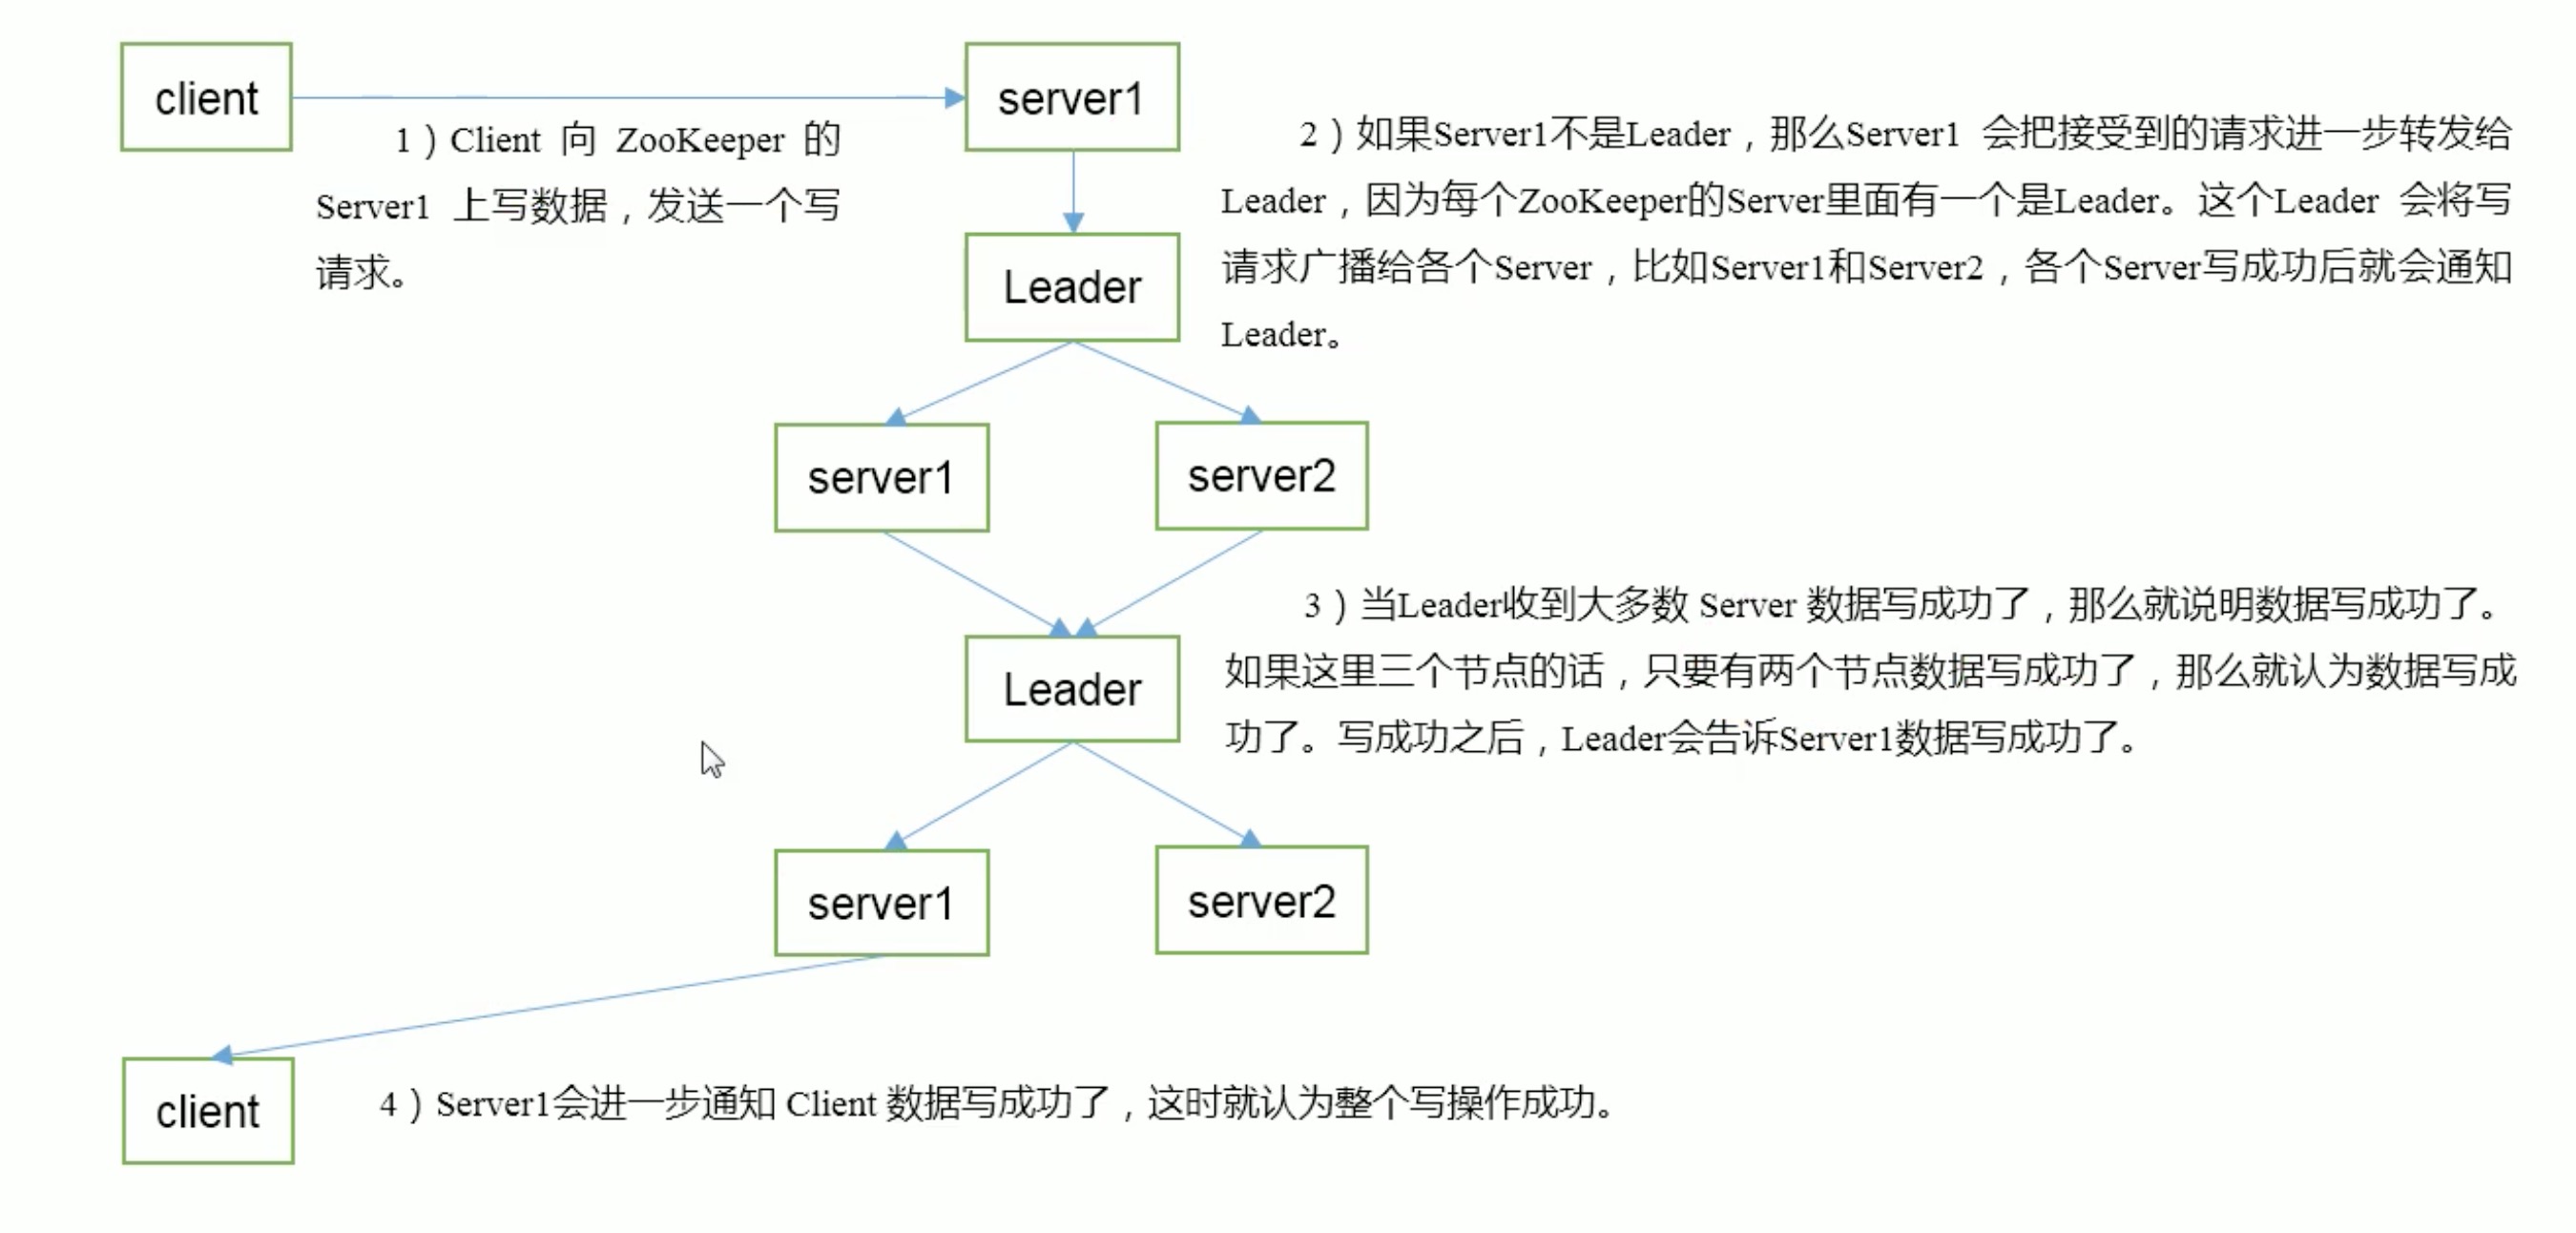 client
server1
1）Client 向 ZooKeeper 的
Server1 上写数据，发送一个写
请求。
2）如果Server1不是Leader，那么Server1 会把接受到的请求进一步转发给
Leader，因为每个ZooKeeper的Server里面有一个是Leader。这个Leader 会将写
请求广播给各个Server，比如Server1和Server2，各个Server写成功后就会通知
Leader。
Leader
server1
server2
3）当Leader收到大多数 Server 数据写成功了，那么就说明数据写成功了。
如果这里三个节点的话，只要有两个节点数据写成功了，那么就认为数据写成
功了。写成功之后，Leader会告诉Server1数据写成功了。
Leader
server1
server2
client
4）Server1会进一步通知 Client 数据写成功了，这时就认为整个写操作成功。